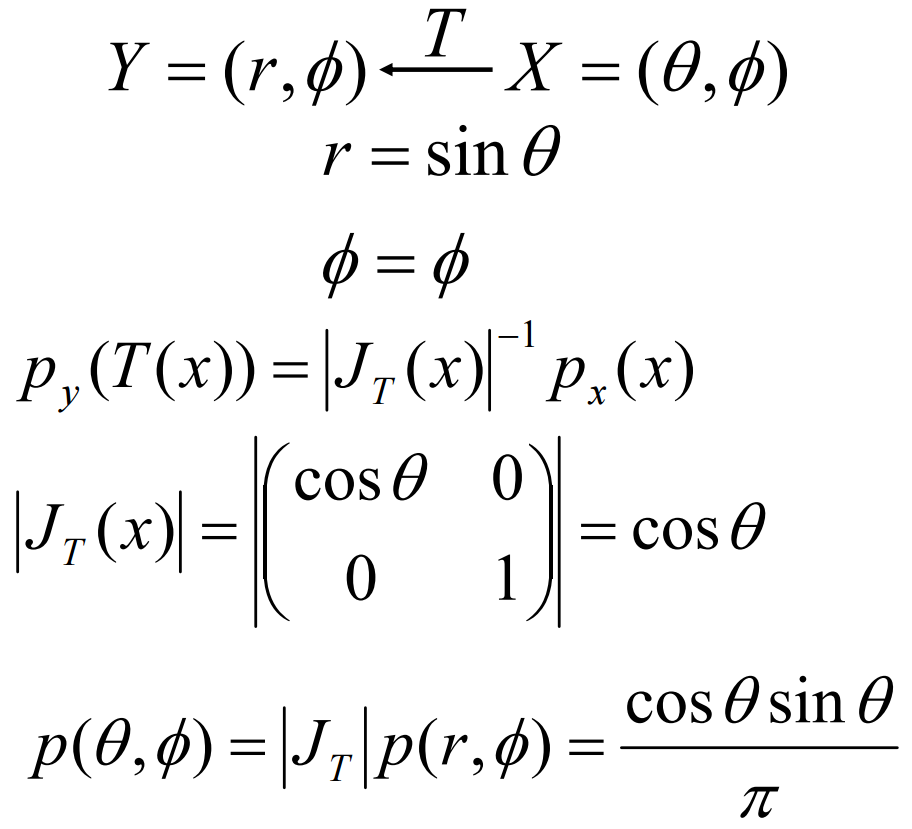 Y = (r, ϕ) ←T X = (θ, ϕ)
r = sin θ
ϕ = ϕ
p_y(T(x)) = |J_T(x)|^{-1} p_x(x)
|J_T(x)| = |(cos θ 0; 0 1)| = cos θ
p(θ, ϕ) = |J_T| p(r, ϕ) = (cos θ sin θ)/π